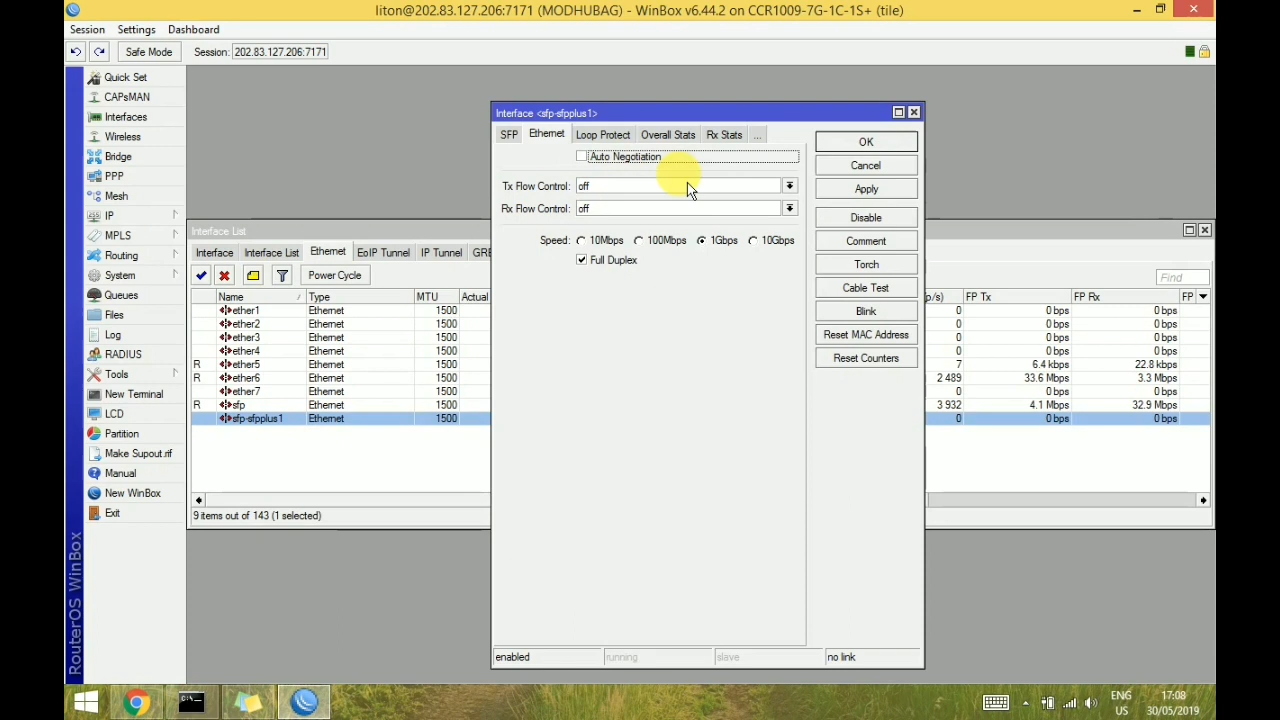 liton@202.83.127.206:7171 (MODHUBAG) - WinBox v6.44.2 on CCR1009-7G-1C-1S+ (tile)
Session Settings Dashboard
Safe Mode Session: 202.83.127.206:7171
Quick Set
CAPsMAN
Interfaces
Wireless
Bridge
PPP
Mesh
IP
MPLS
Routing
System
Queues
Files
Log
RADIUS
Tools
New Terminal
LCD
Partition
Make Supout.rif
Manual
New WinBox
Exit
RouterOS WinBox
Interface List
Interface Interface List Ethernet EoIP Tunnel IP Tunnel GRE
Power Cycle Find
Name / Type MTU Actual p/s) FP Tx FP Rx FP
ether1 Ethernet 1500 0 0 bps 0 bps
ether2 Ethernet 1500 0 0 bps 0 bps
ether3 Ethernet 1500 0 0 bps 0 bps
ether4 Ethernet 1500 0 0 bps 0 bps
R ether5 Ethernet 1500 7 6.4 kbps 22.8 kbps
R ether6 Ethernet 1500 2 489 33.6 Mbps 3.3 Mbps
ether7 Ethernet 1500 0 0 bps 0 bps
R sfp Ethernet 1500 3 932 4.1 Mbps 32.9 Mbps
sfp-sfpplus1 Ethernet 1500 0 0 bps 0 bps
9 items out of 143 (1 selected)
Interface <sfp-sfpplus1>
SFP Ethernet Loop Protect Overall Stats Rx Stats ...
Auto Negotiation
Tx Flow Control: off
Rx Flow Control: off
Speed: 10Mbps 100Mbps 1Gbps 10Gbps
Full Duplex
OK
Cancel
Apply
Disable
Comment
Torch
Cable Test
Blink
Reset MAC Address
Reset Counters
enabled running slave no link
ENG 17:08
US 30/05/2019